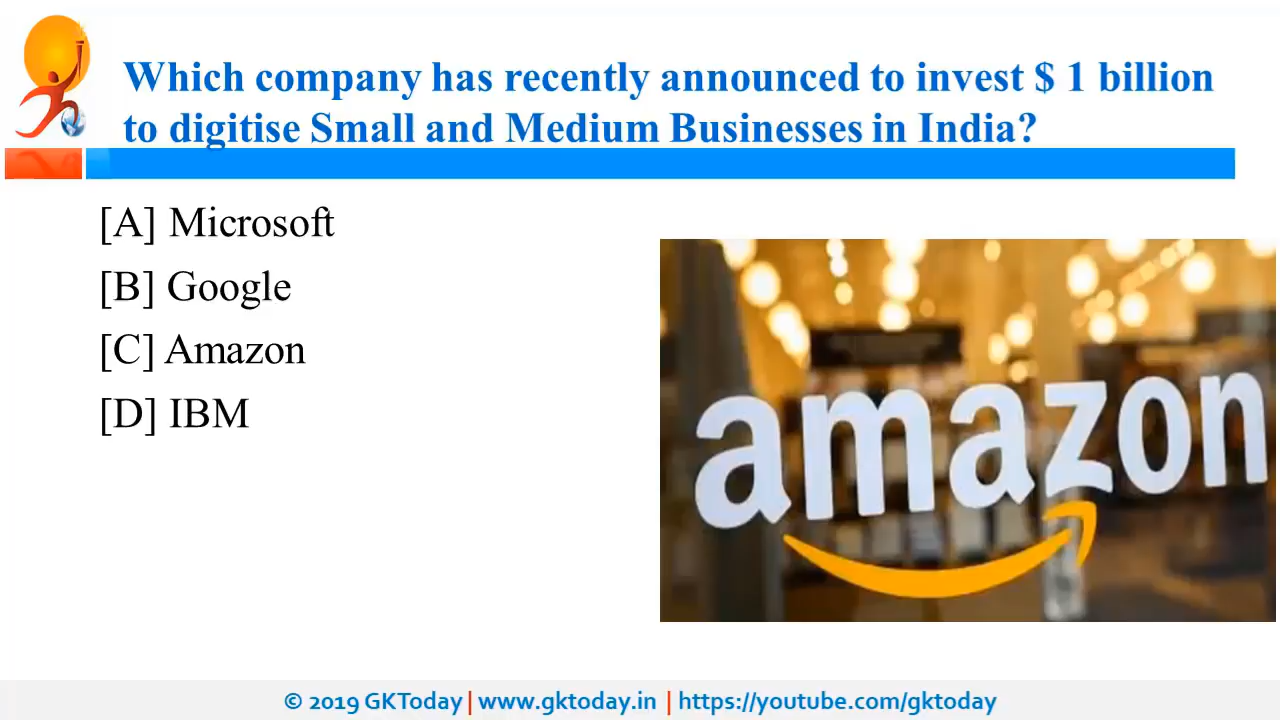 Which company has recently announced to invest $ 1 billion
to digitise Small and Medium Businesses in India?
[A] Microsoft
[B] Google
[C] Amazon
[D] IBM
amazon
© 2019 GKToday | www.gktoday.in | https://youtube.com/gktoday